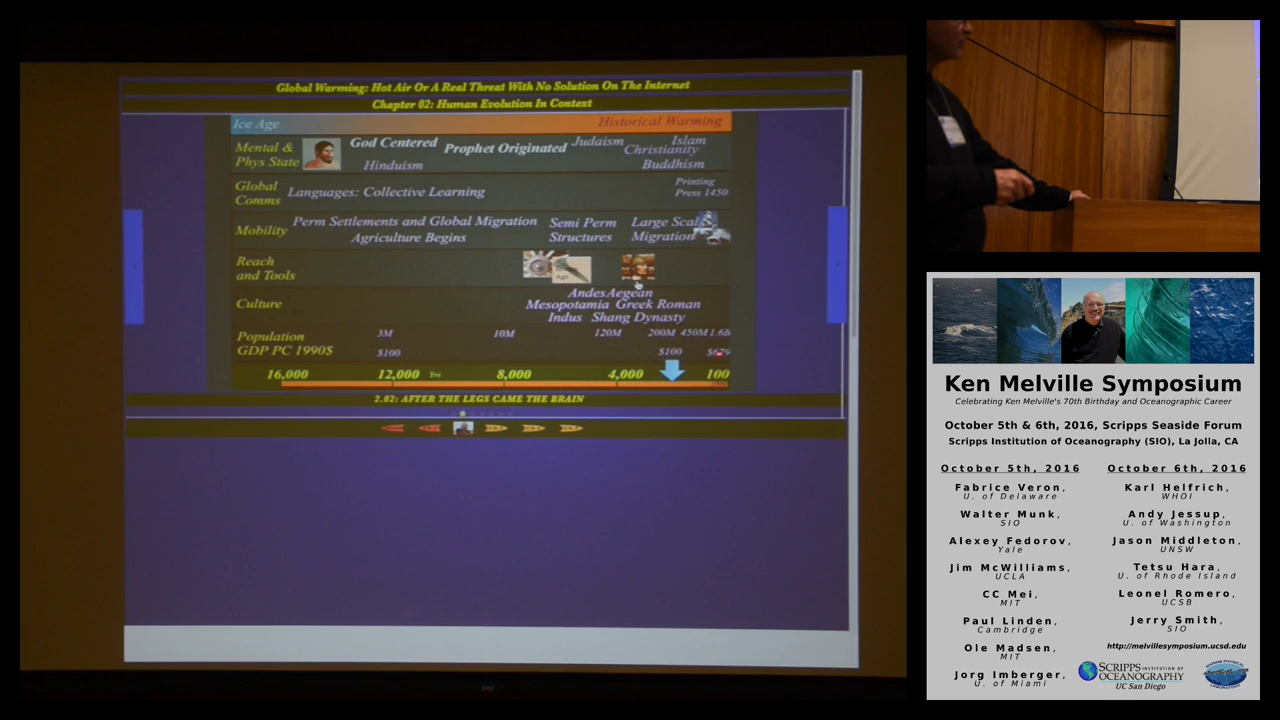 Global Warming: Hot Air Or A Real Threat With No Solution On The Internet
Chapter 02: Human Evolution In Context
Ice Age
Historical Warming
Mental & Phys State
God Centered
Hinduism
Prophet Originated
Judaism
Islam
Christianity
Buddhism
Global Comms
Languages: Collective Learning
Printing Press 1450
Mobility
Perm Settlements and Global Migration
Agriculture Begins
Semi Perm Structures
Large Scal
Migration
Reach and Tools
Culture
Andes Aegean
Mesopotamia Greek Roman
Indus Shang Dynasty
Population
3M 10M 120M 200M 450M 1.6B
GDP PC 1990$
$100 $100 $679
16,000 12,000 Yrs 8,000 4,000 100
2.02: AFTER THE LEGS CAME THE BRAIN
Ken Melville Symposium
Celebrating Ken Melville's 70th Birthday and Oceanographic Career
October 5th & 6th, 2016, Scripps Seaside Forum
Scripps Institution of Oceanography (SIO), La Jolla, CA
October 5th, 2016
Fabrice Veron,
U. of Delaware
Walter Munk,
SIO
Alexey Fedorov,
Yale
Jim McWilliams,
UCLA
CC Mei,
MIT
Paul Linden,
Cambridge
Ole Madsen,
MIT
Jorg Imberger,
U. of Miami
October 6th, 2016
Karl Helfrich,
WHOI
Andy Jessup,
U. of Washington
Jason Middleton,
UNSW
Tetsu Hara,
U. of Rhode Island
Leonel Romero,
UCSB
Jerry Smith,
SIO
http://melvillesymposium.ucsd.edu
SCRIPPS INSTITUTION OF
OCEANOGRAPHY
UC San Diego